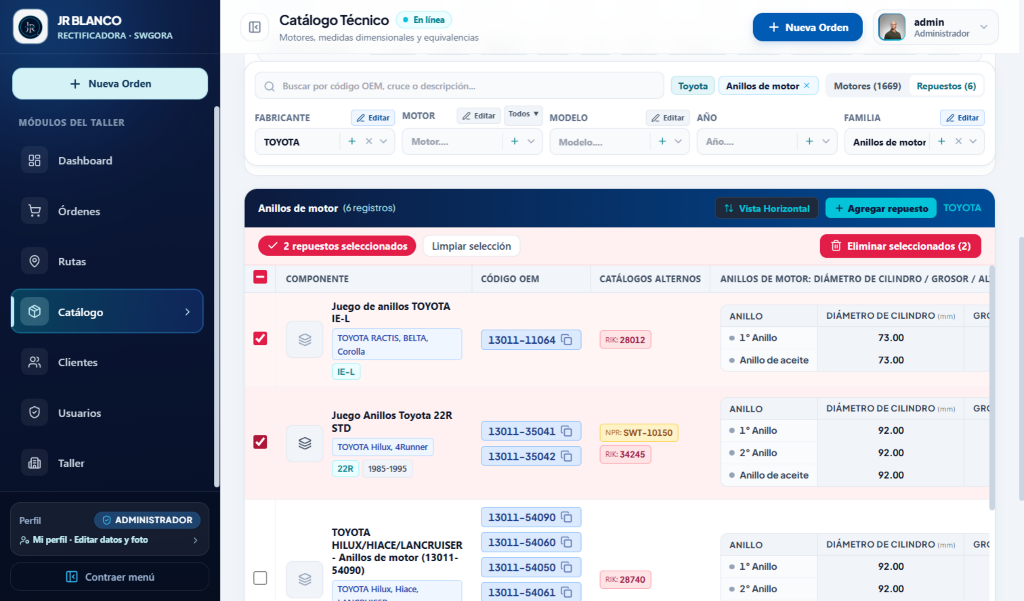 JR BLANCO
RECTIFICADORA · SWGORA
+ Nueva Orden
MÓDULOS DEL TALLER
Dashboard
Órdenes
Rutas
Catálogo
Clientes
Usuarios
Taller
Perfil
ADMINISTRADOR
Mi perfil · Editar datos y foto
Contraer menú
Catálogo Técnico
En línea
Motores, medidas dimensionales y equivalencias
+ Nueva Orden
admin
Administrador
Buscar por código OEM, cruce o descripción...
Toyota
Anillos de motor ×
Motores (1669)
Repuestos (6)
FABRICANTE
Editar
MOTOR
Editar
Todos
MODELO
Editar
AÑO
FAMILIA
Editar
TOYOTA
Motor....
Modelo....
Año....
Anillos de motor
Anillos de motor (6 registros)
Vista Horizontal
+ Agregar repuesto
TOYOTA
2 repuestos seleccionados
Limpiar selección
Eliminar seleccionados (2)
COMPONENTE
CÓDIGO OEM
CATÁLOGOS ALTERNOS
ANILLOS DE MOTOR: DIÁMETRO DE CILINDRO / GROSOR / AL
Juego de anillos TOYOTA
IE-L
TOYOTA RACTIS, BELTA,
Corolla
IE-L
13011-11064
RIK: 28012
ANILLO
DIÁMETRO DE CILINDRO (mm)
GRO
1° Anillo
73.00
Anillo de aceite
73.00
Juego Anillos Toyota 22R
STD
TOYOTA Hilux, 4Runner
22R
1985-1995
13011-35041
13011-35042
NPR: SWT-10150
RIK: 34245
ANILLO
DIÁMETRO DE CILINDRO (mm)
GRO
1° Anillo
92.00
2° Anillo
92.00
Anillo de aceite
92.00
TOYOTA
HILUX/HIACE/LANCRUISER
- Anillos de motor (13011-
54090)
TOYOTA Hilux, Hiace,
LANCRUISER
13011-54090
13011-54060
13011-54050
13011-54061
RIK: 28740
ANILLO
DIÁMETRO DE CILINDRO (mm)
GRO
1° Anillo
92.00
2° Anillo
92.00